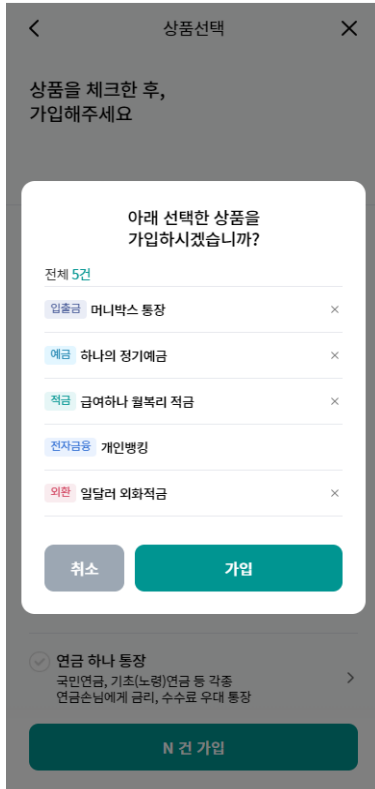 상품선택
상품을 체크한 후,
가입해주세요
아래 선택한 상품을
가입하시겠습니까?
전체 5건
입출금 머니박스 통장
예금 하나의 정기예금
적금 급여하나 월복리 적금
전자금융 개인뱅킹
외환 일달러 외화적금
취소 가입
연금 하나 통장
국민연금, 기초(노령)연금 등 각종
연금손님에게 금리, 수수료 우대 통장
N 건 가입